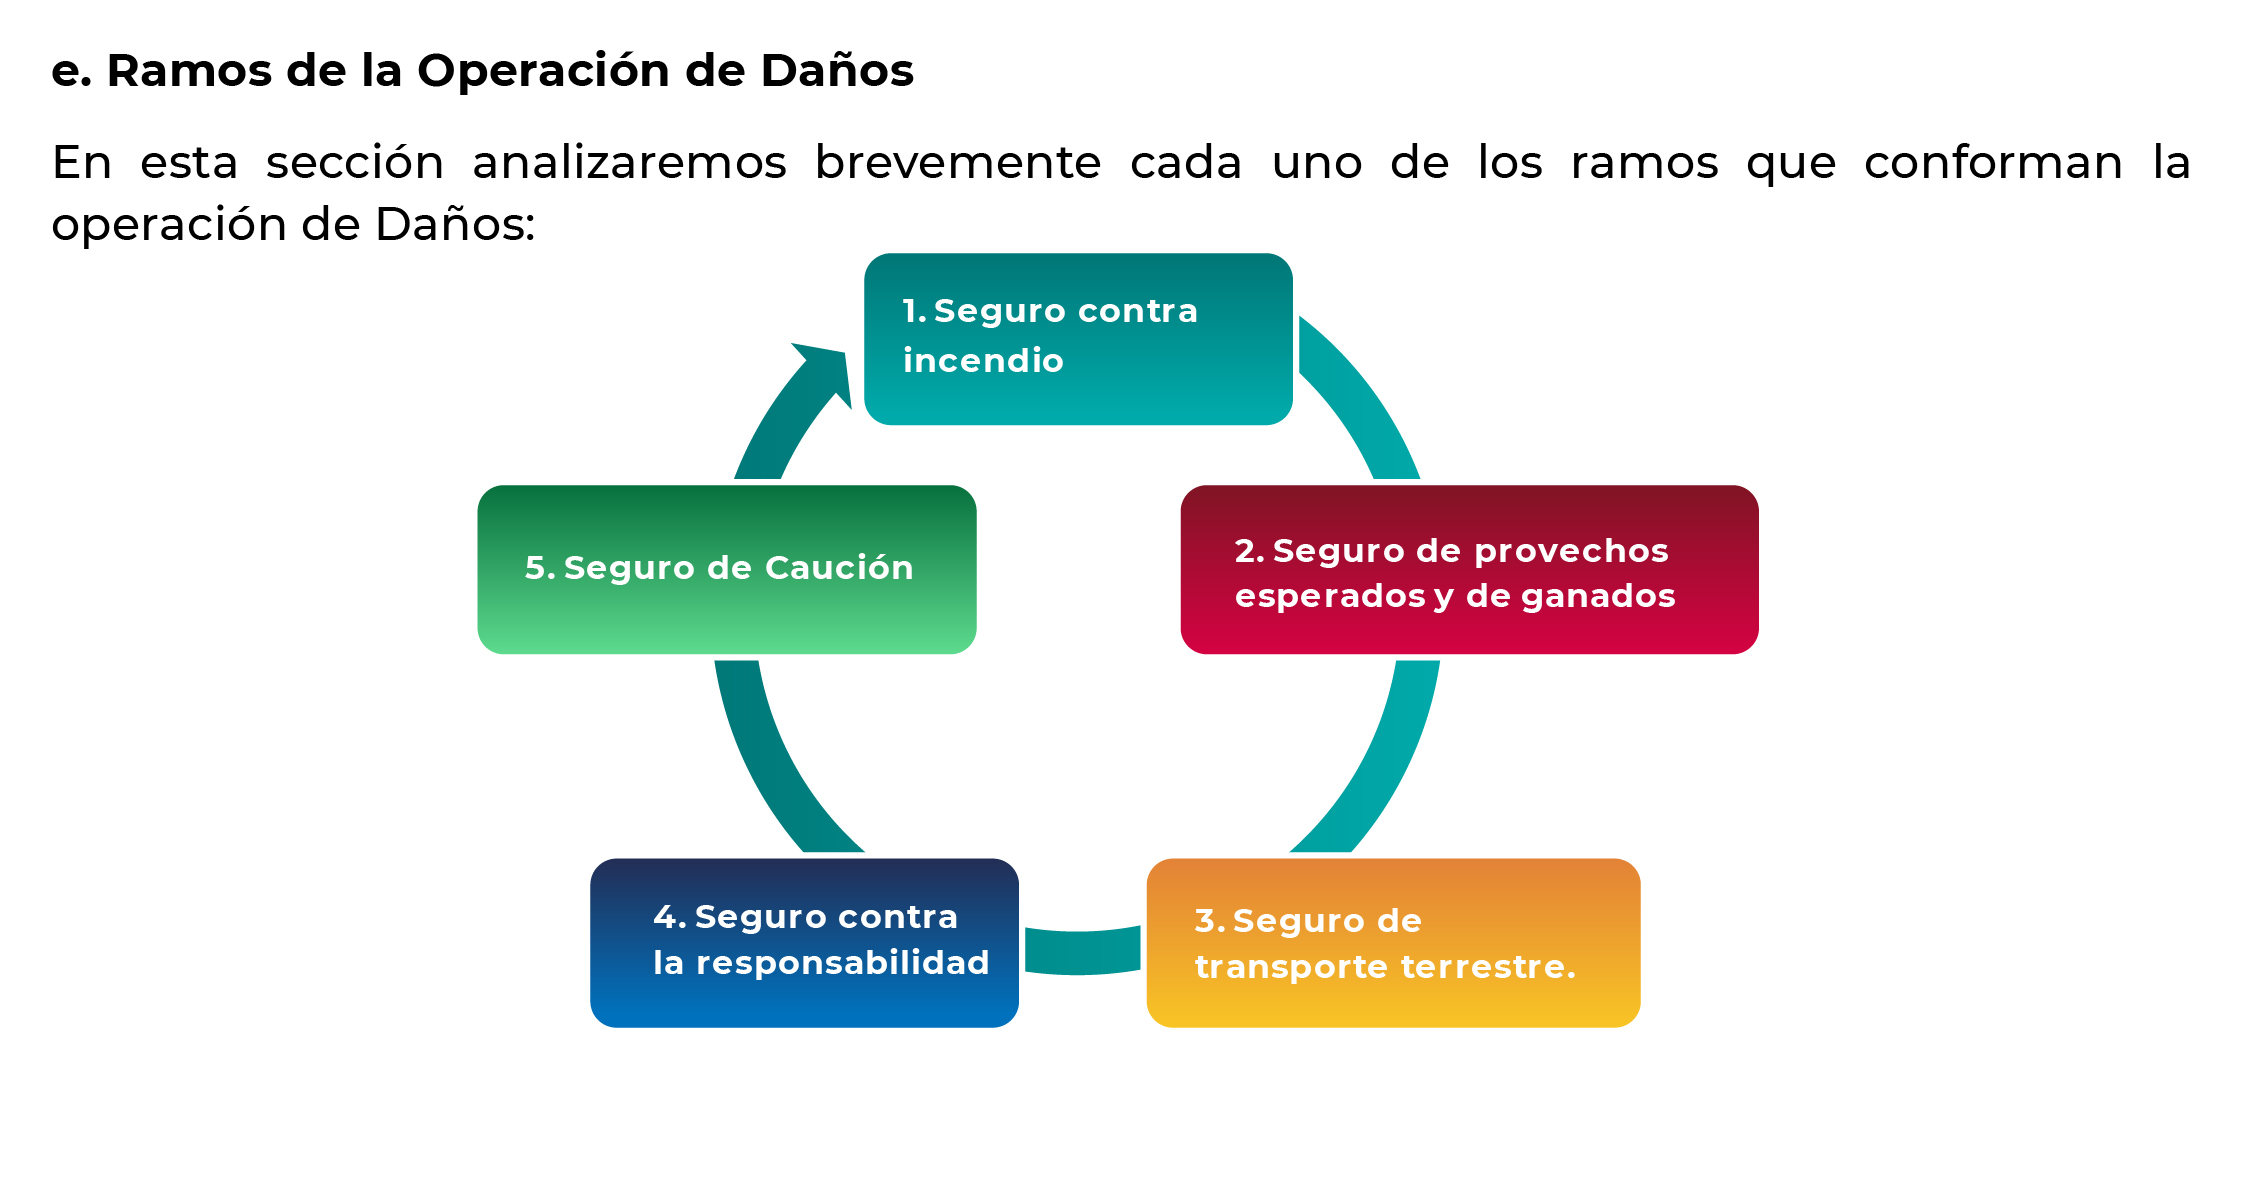 e. Ramos de la Operación de Daños
En esta sección analizaremos brevemente cada uno de los ramos que conforman la
operación de Daños:
1. Seguro contra
incendio
2. Seguro de provechos
esperados y de ganados
3. Seguro de
transporte terrestre.
4. Seguro contra
la responsabilidad
5. Seguro de Caución